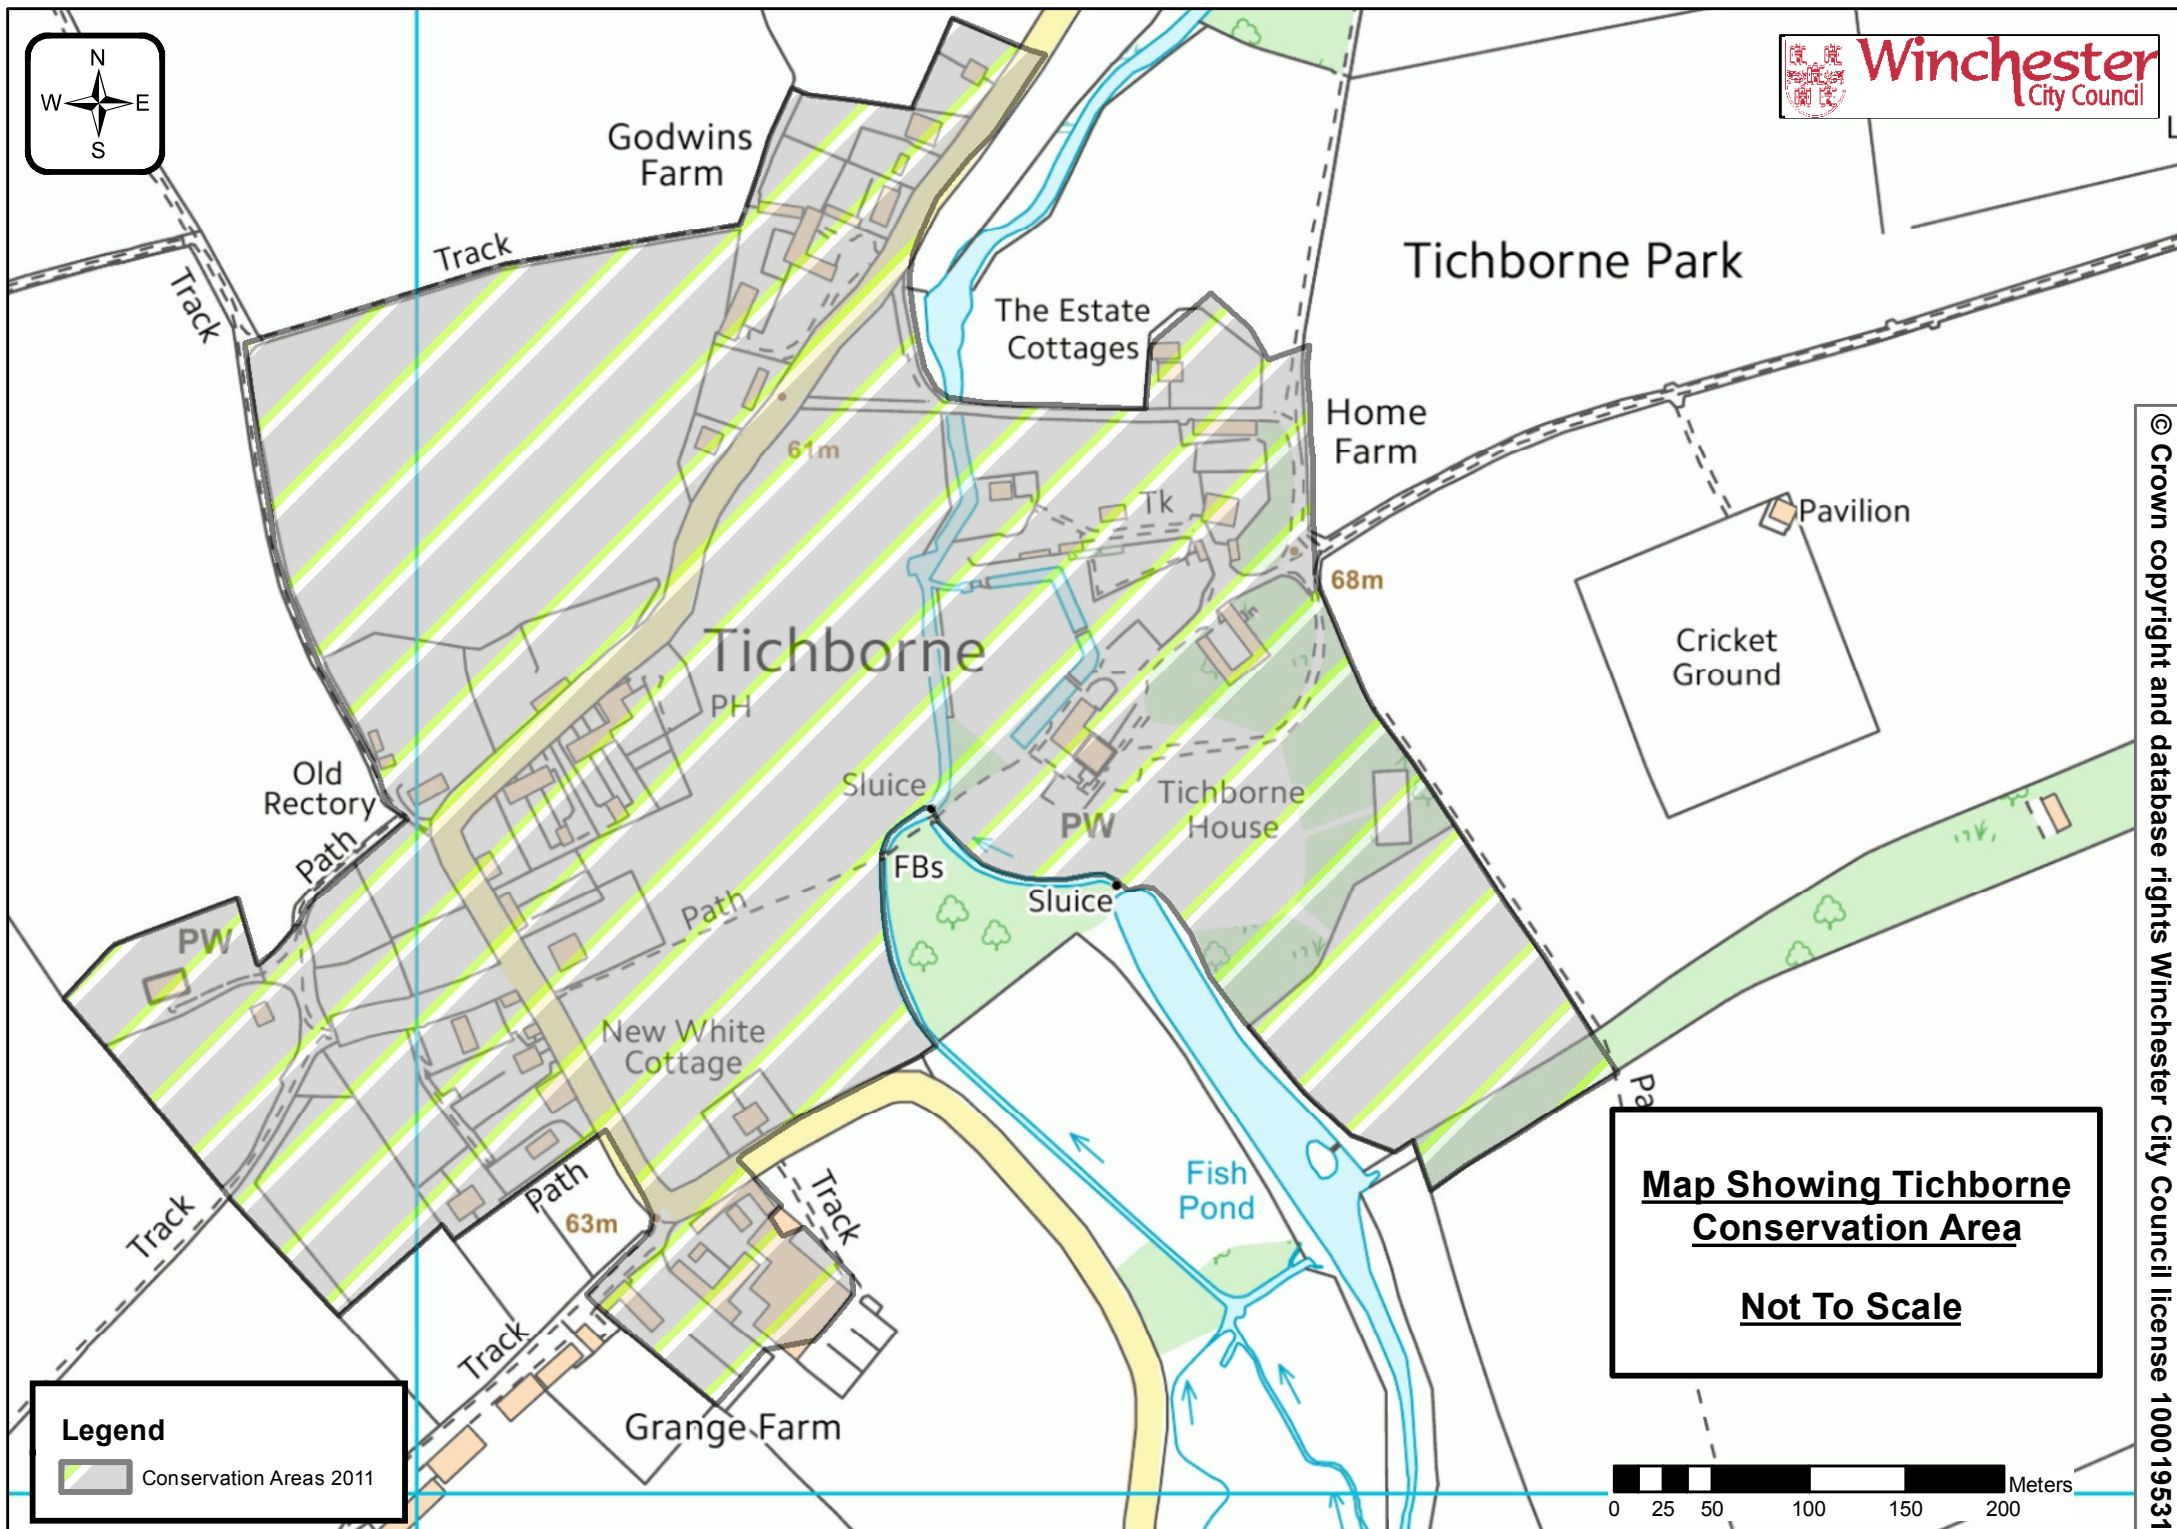 N
W E
S
Winchester
City Council
L
Godwins
Farm
Track
Track
The Estate
Cottages
Tichborne Park
Home
Farm
61m
Tk
Pavilion
68m
Cricket
Ground
Tichborne
PH
Old
Rectory
Path
Sluice
PW
Tichborne
House
FBs
Sluice
Path
PW
New White
Cottage
Pa
Path
63m
Track
Track
Track
Fish
Pond
Grange Farm
Map Showing Tichborne
Conservation Area
Not To Scale
Legend
Conservation Areas 2011
Meters
0 25 50 100 150 200
© Crown copyright and database rights Winchester City Council license 100019531